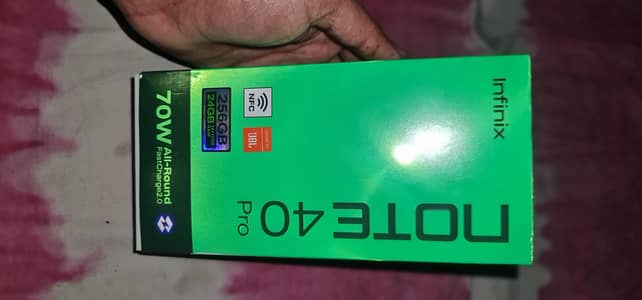 Infinix
NOTE 40
Pro
256GB
24GB
NFC
JBL
70W All-Round
FastCharge2.0